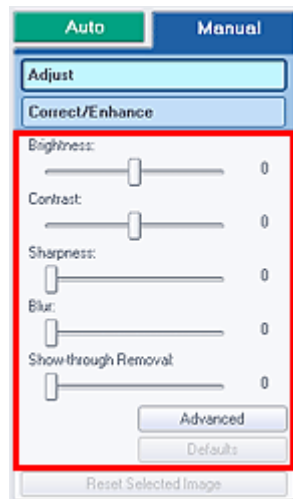 Auto Manual
Adjust
Correct/Enhance
Brightness:
0
Contrast:
0
Sharpness:
0
Blur:
0
Show-through Removal:
0
Advanced
Defaults
Reset Selected Image